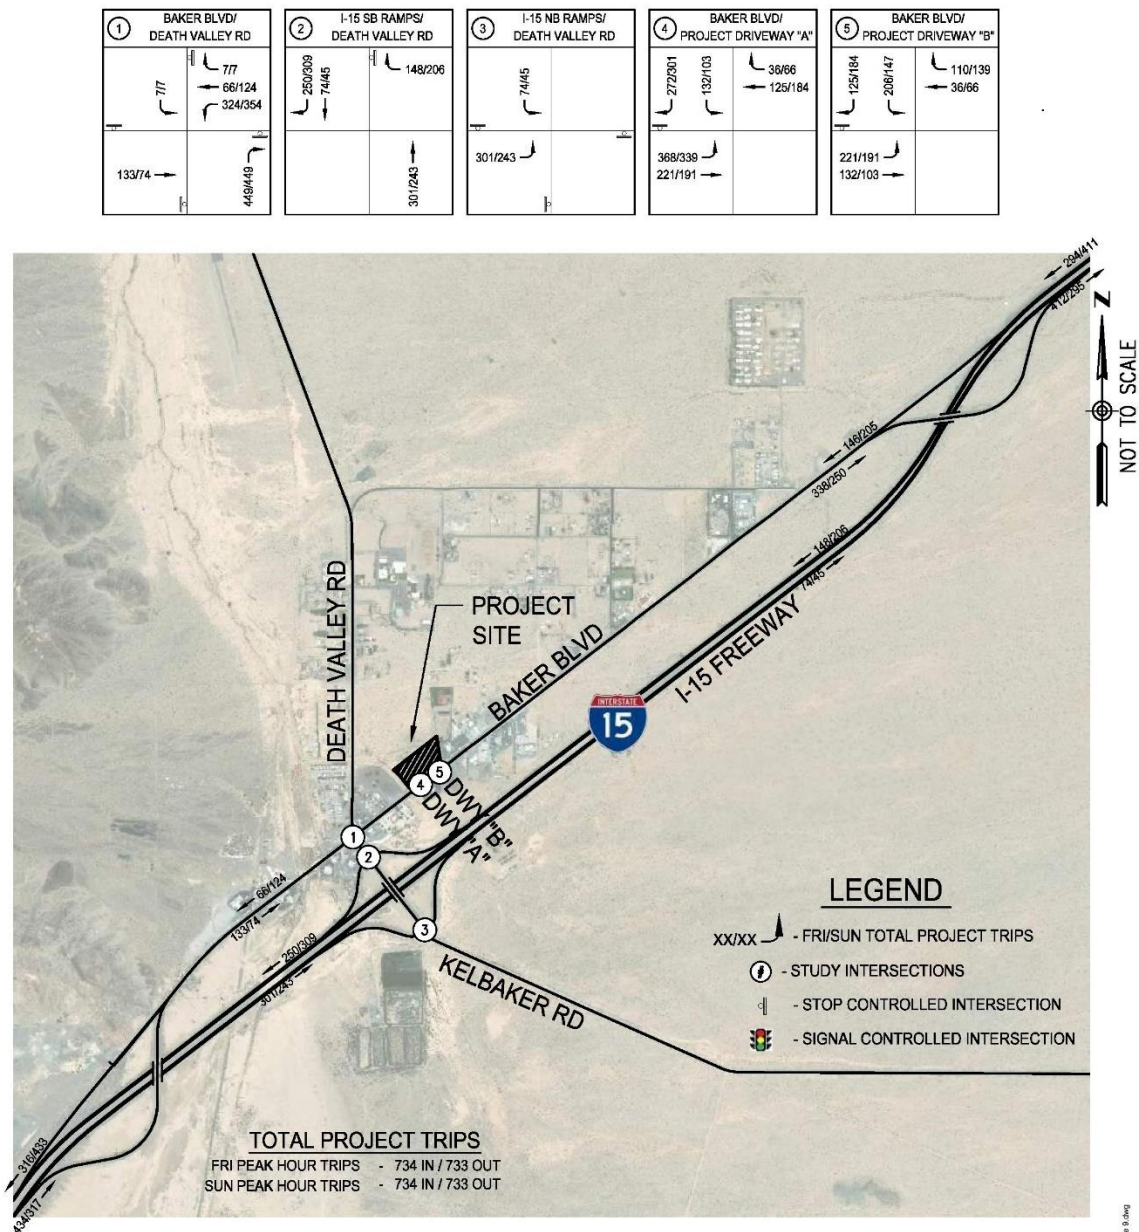 1
BAKER BLVD/
DEATH VALLEY RD
7/7
7/7
66/124
324/354
133/74
449/449
2
I-15 SB RAMPS/
DEATH VALLEY RD
250/309
74/45
148/206
301/243
3
I-15 NB RAMPS/
DEATH VALLEY RD
74/45
301/243
4
BAKER BLVD/
PROJECT DRIVEWAY "A"
272/301
132/103
36/66
125/184
368/339
221/191
5
BAKER BLVD/
PROJECT DRIVEWAY "B"
125/184
206/147
110/139
36/66
221/191
132/103
294/411
412/295
N
NOT TO SCALE
146/205
338/250
148/206
74/45
DEATH VALLEY RD
PROJECT
SITE
BAKER BLVD
I-15 FREEWAY
INTERSTATE
15
5
4
DWY "B"
DWY "A"
1
2
3
66/124
133/74
250/309
301/243
KELBAKER RD
LEGEND
XX/XX - FRI/SUN TOTAL PROJECT TRIPS
# - STUDY INTERSECTIONS
- STOP CONTROLLED INTERSECTION
- SIGNAL CONTROLLED INTERSECTION
316/433
434/317
TOTAL PROJECT TRIPS
FRI PEAK HOUR TRIPS - 734 IN / 733 OUT
SUN PEAK HOUR TRIPS - 734 IN / 733 OUT